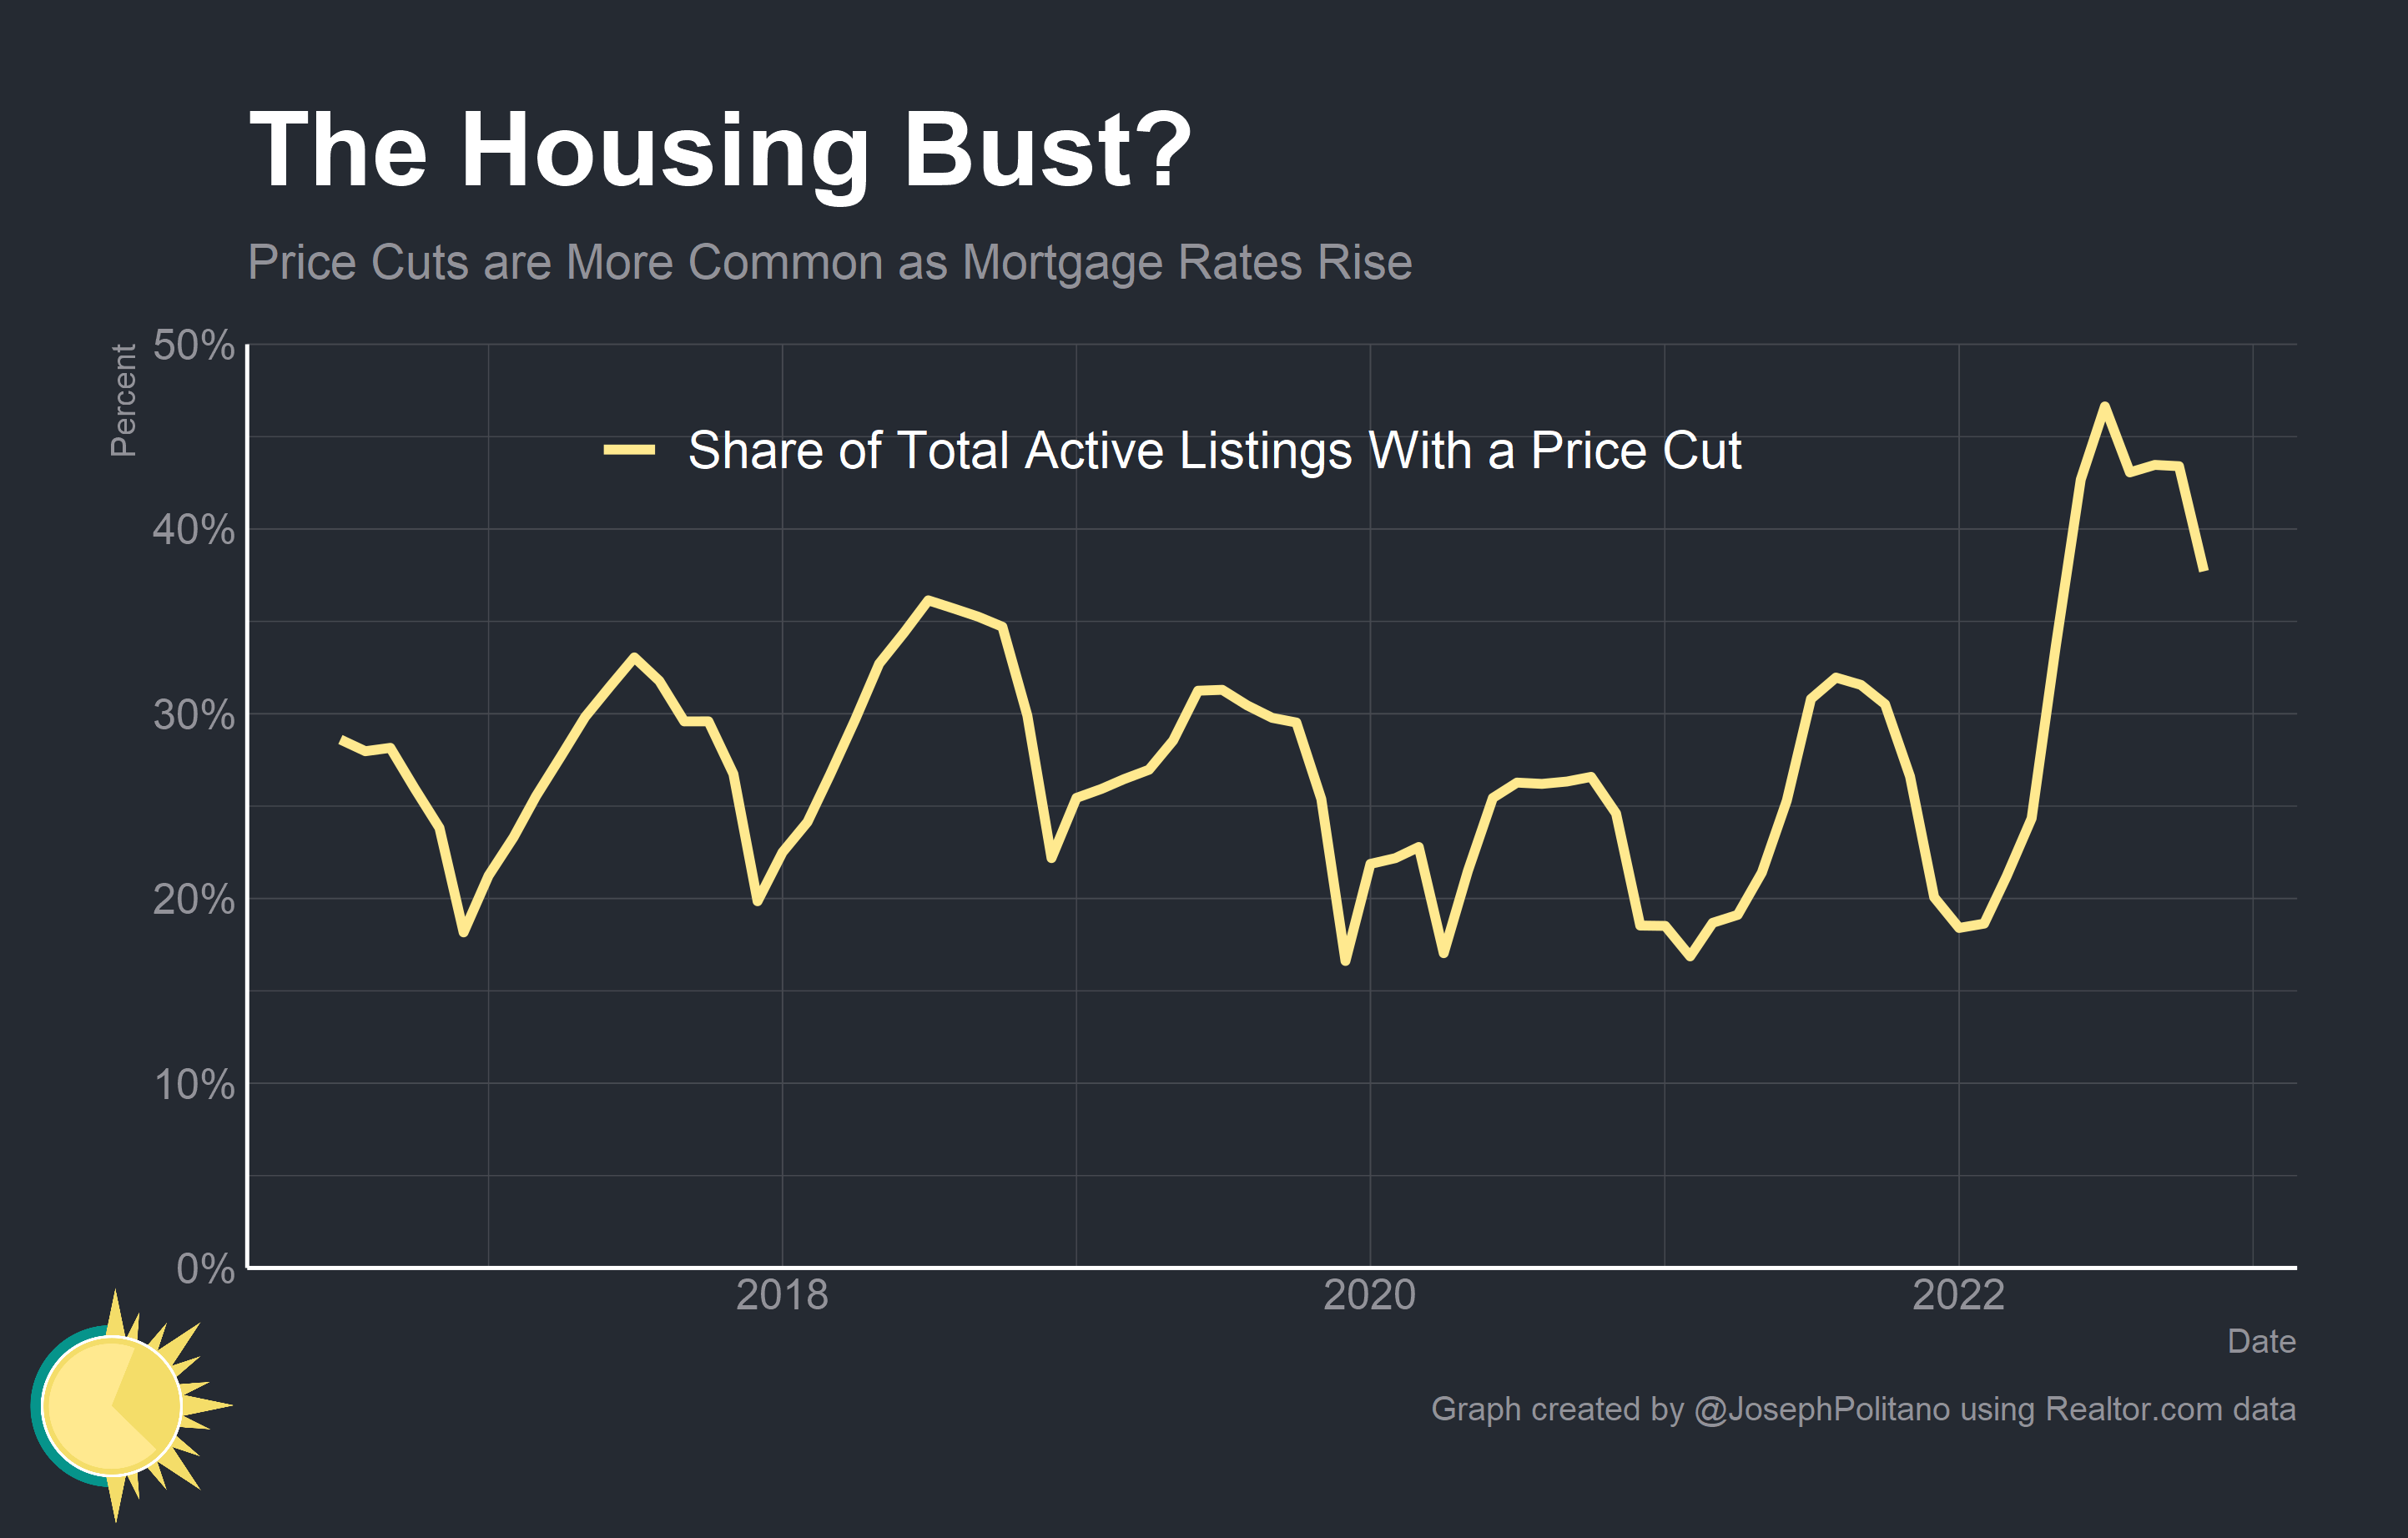 The Housing Bust?
Price Cuts are More Common as Mortgage Rates Rise
Percent
50%
40%
30%
20%
10%
0%
Share of Total Active Listings With a Price Cut
2018
2020
2022
Date
Graph created by @JosephPolitano using Realtor.com data